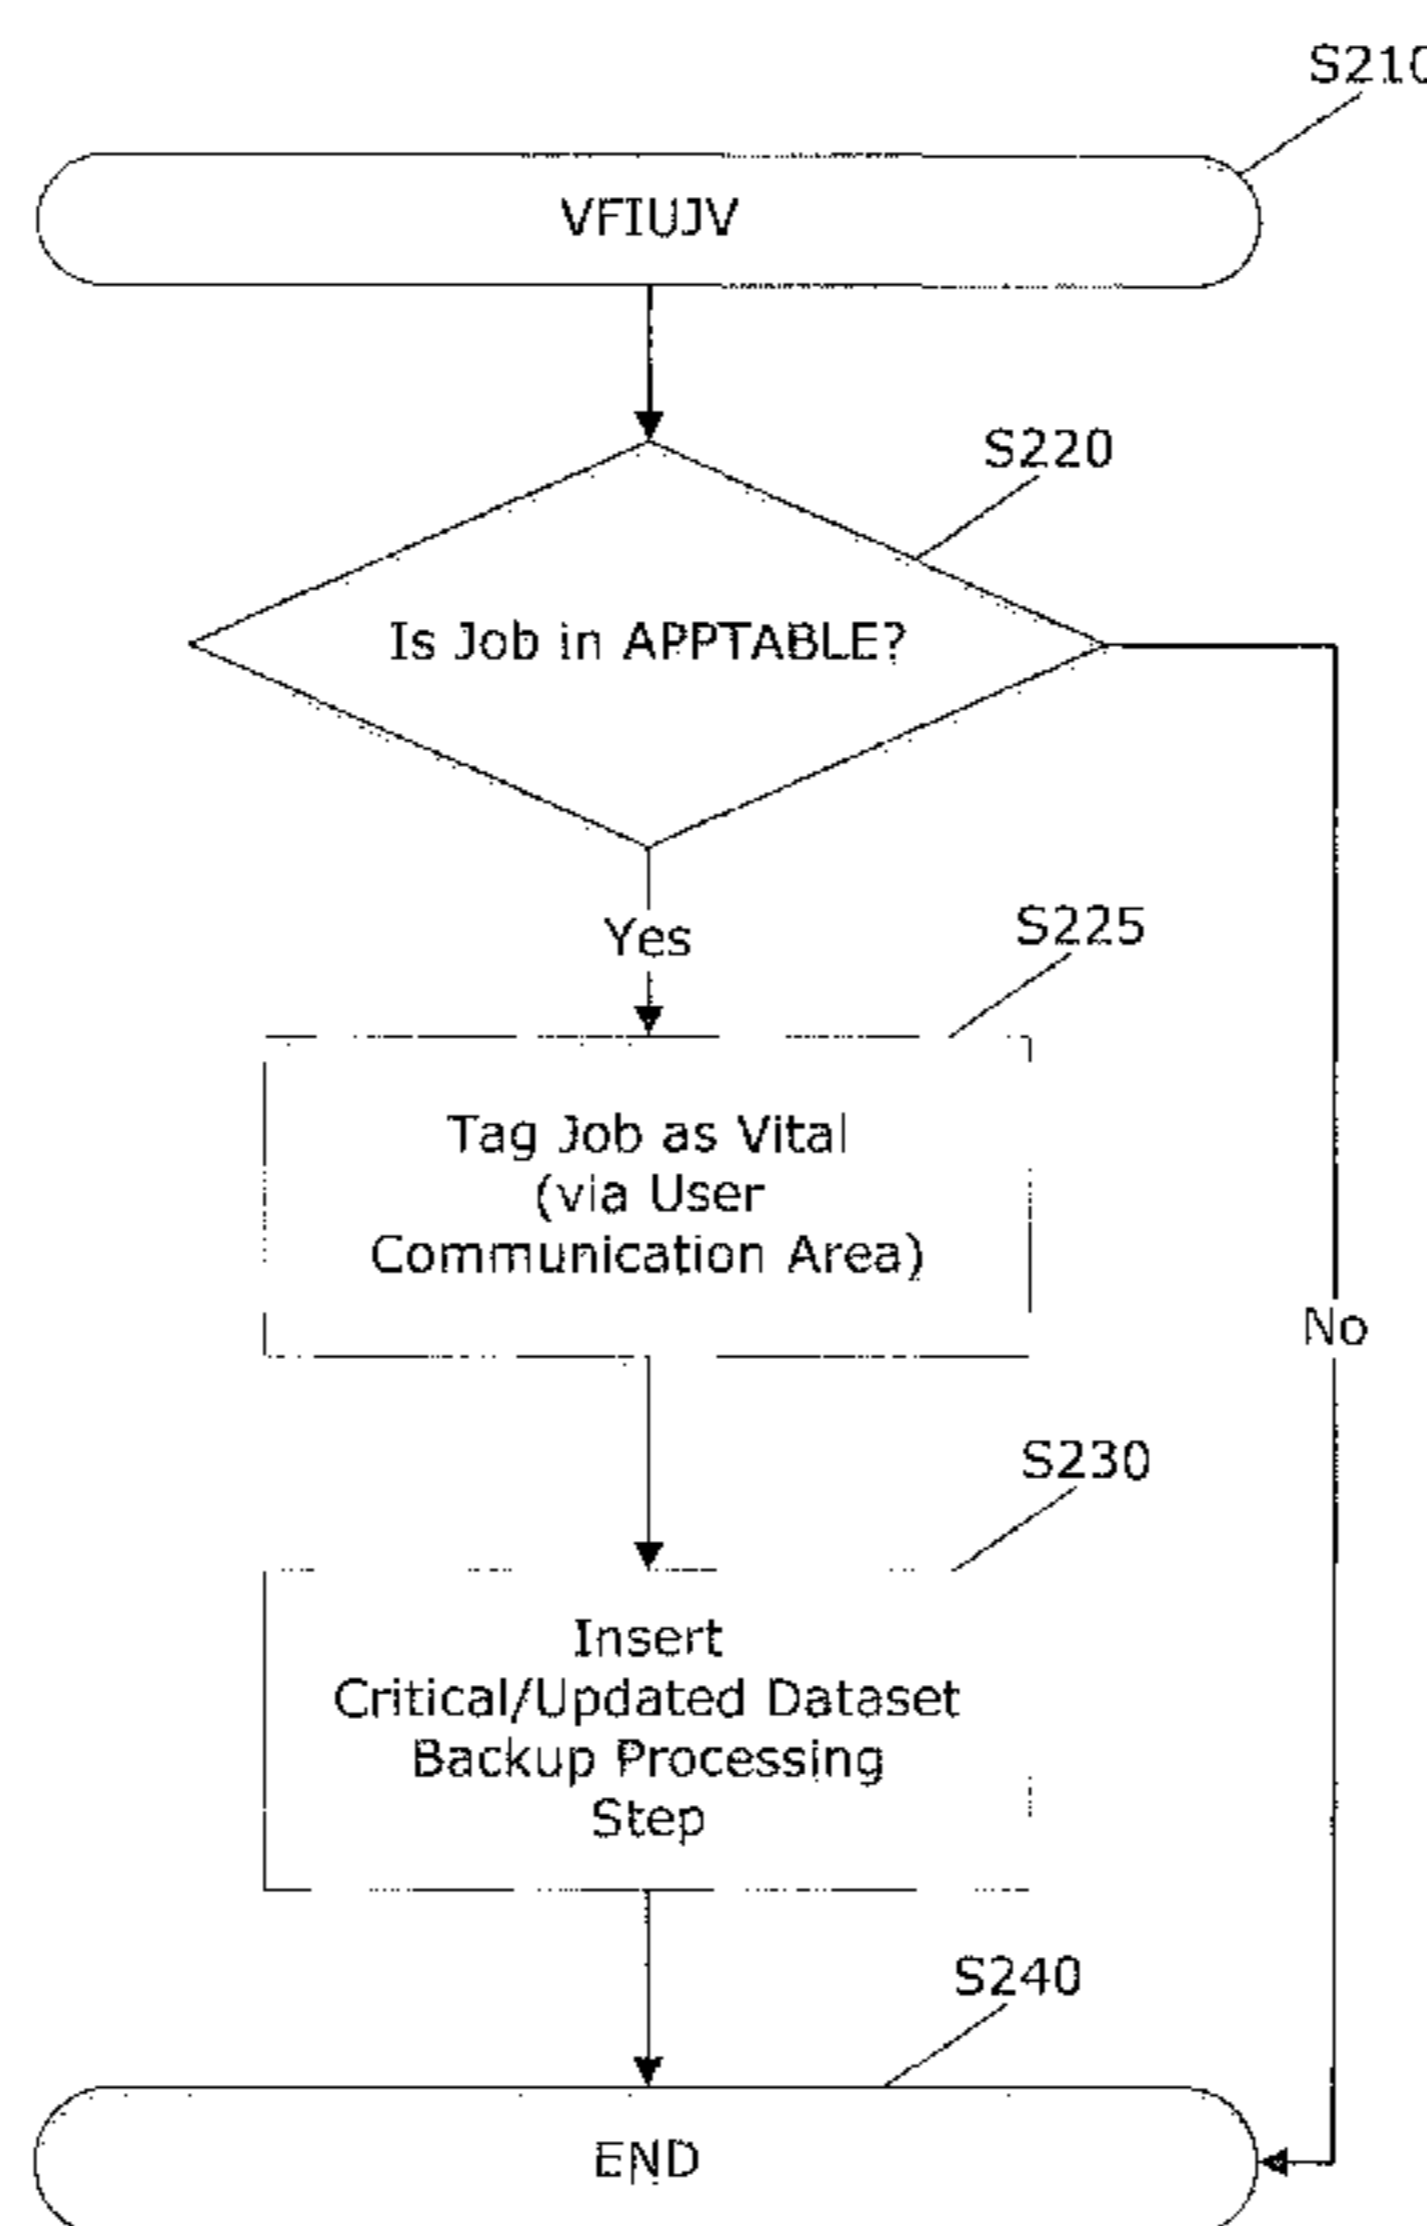 S210
VFIUJV
S220
Is Job in APPTABLE?
Yes
S225
Tag Job as Vital
(via User
Communication Area)
No
S230
Insert
Critical/Updated Dataset
Backup Processing
Step
S240
END